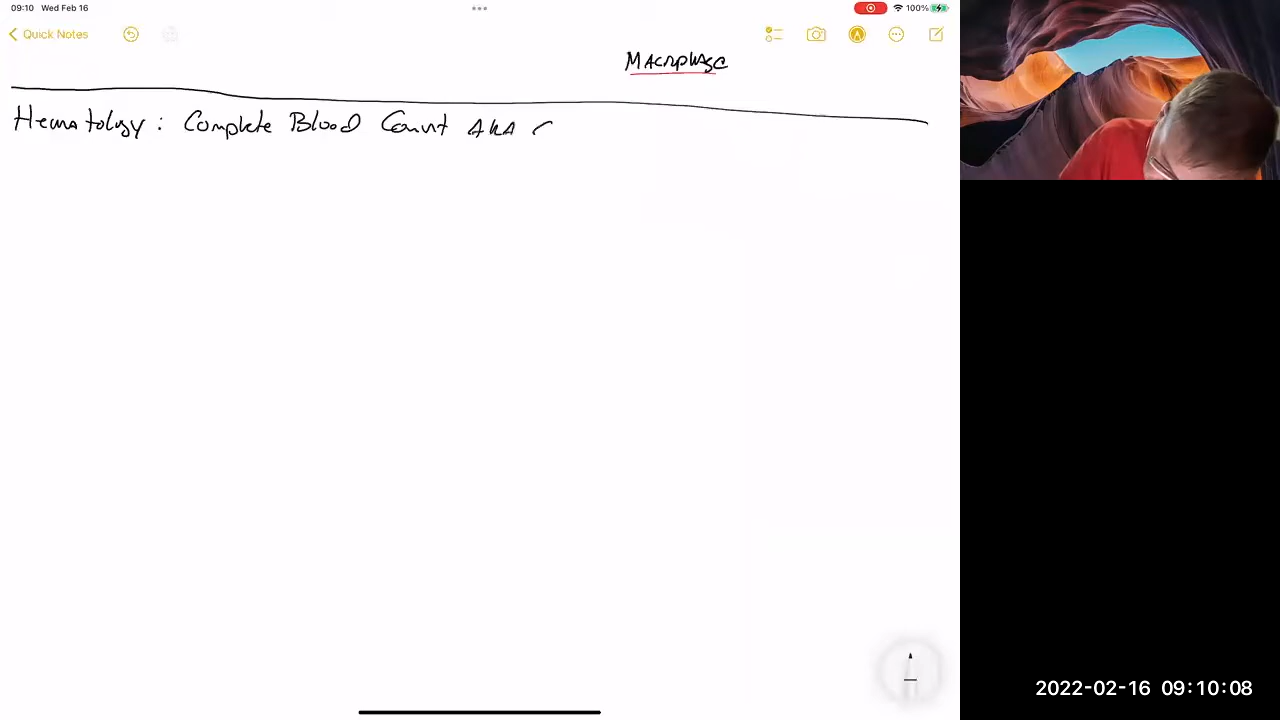 09:10 Wed Feb 16 100%
Quick Notes
Macrophage
Hematology : Complete Blood Count AKA C
2022-02-16 09:10:08